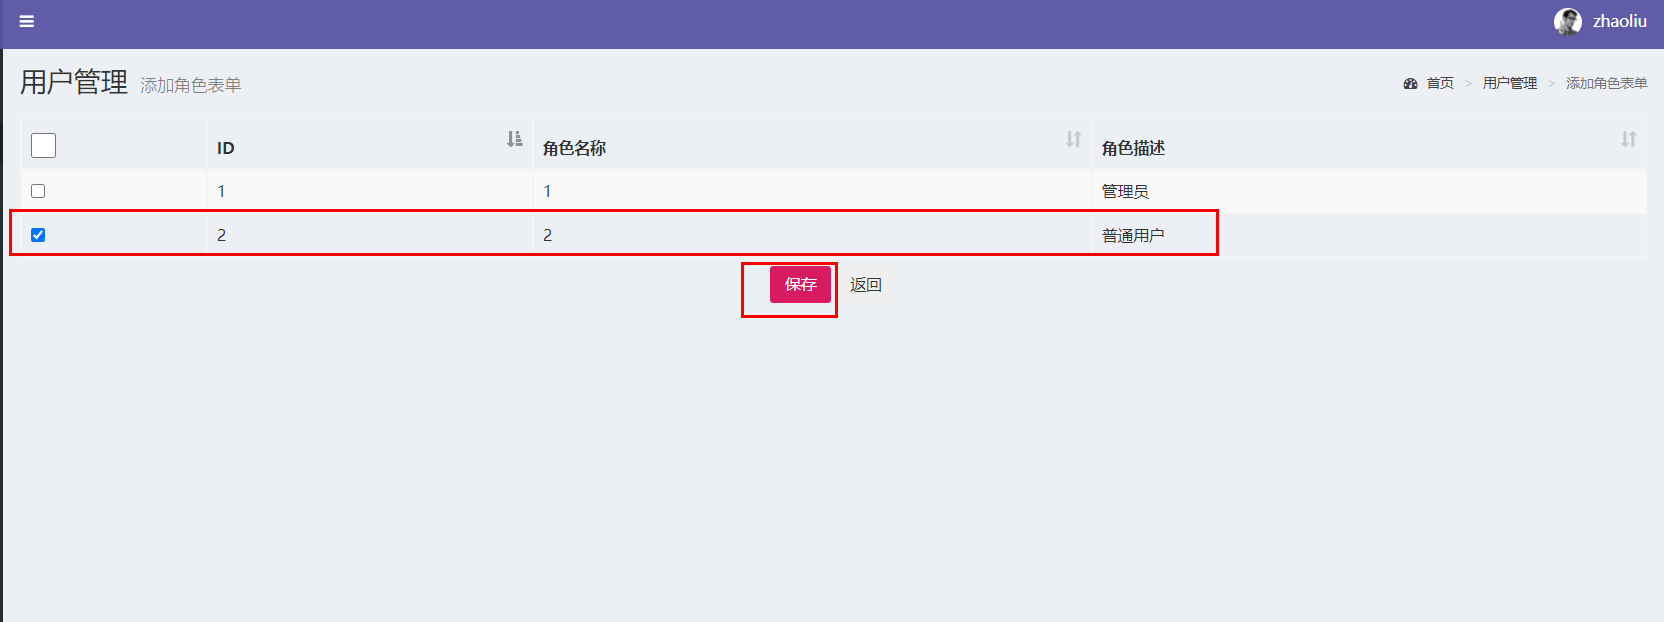 zhaoliu
用户管理 添加角色表单
首页 > 用户管理 > 添加角色表单
ID 角色名称 角色描述
1 1 管理员
2 2 普通用户
保存 返回